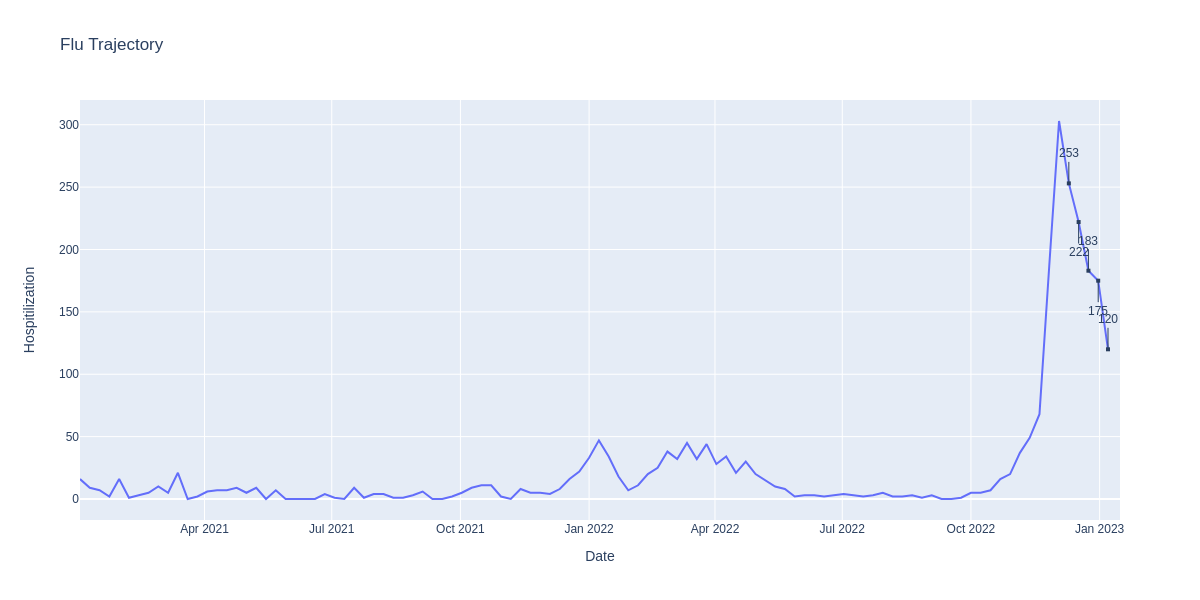 Flu Trajectory
300
250
200
150
100
50
0
Hospitilization
253
183
222
175
120
Apr 2021
Jul 2021
Oct 2021
Jan 2022
Apr 2022
Jul 2022
Oct 2022
Jan 2023
Date